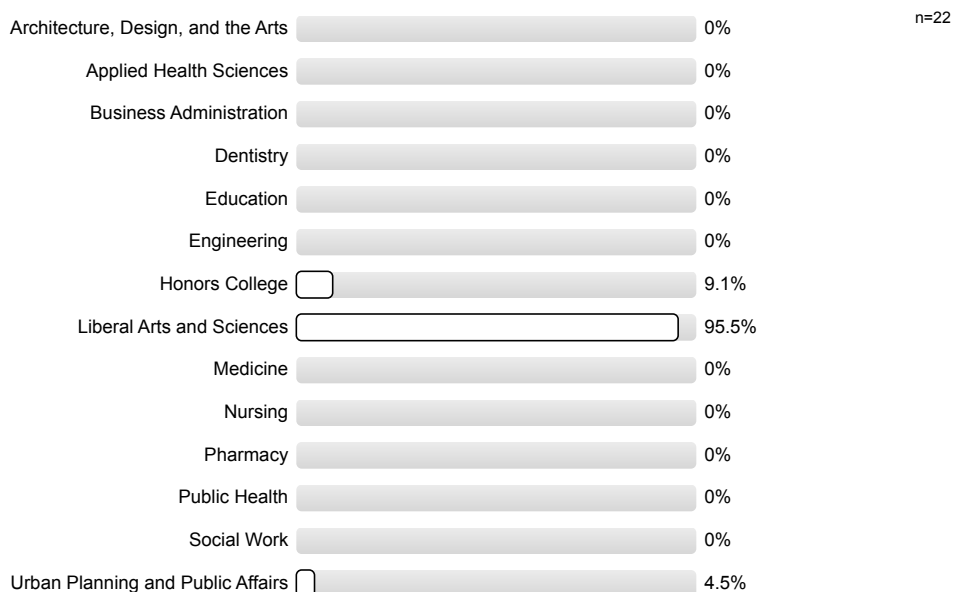 Architecture, Design, and the Arts 0% n=22
Applied Health Sciences 0%
Business Administration 0%
Dentistry 0%
Education 0%
Engineering 0%
Honors College 9.1%
Liberal Arts and Sciences 95.5%
Medicine 0%
Nursing 0%
Pharmacy 0%
Public Health 0%
Social Work 0%
Urban Planning and Public Affairs 4.5%